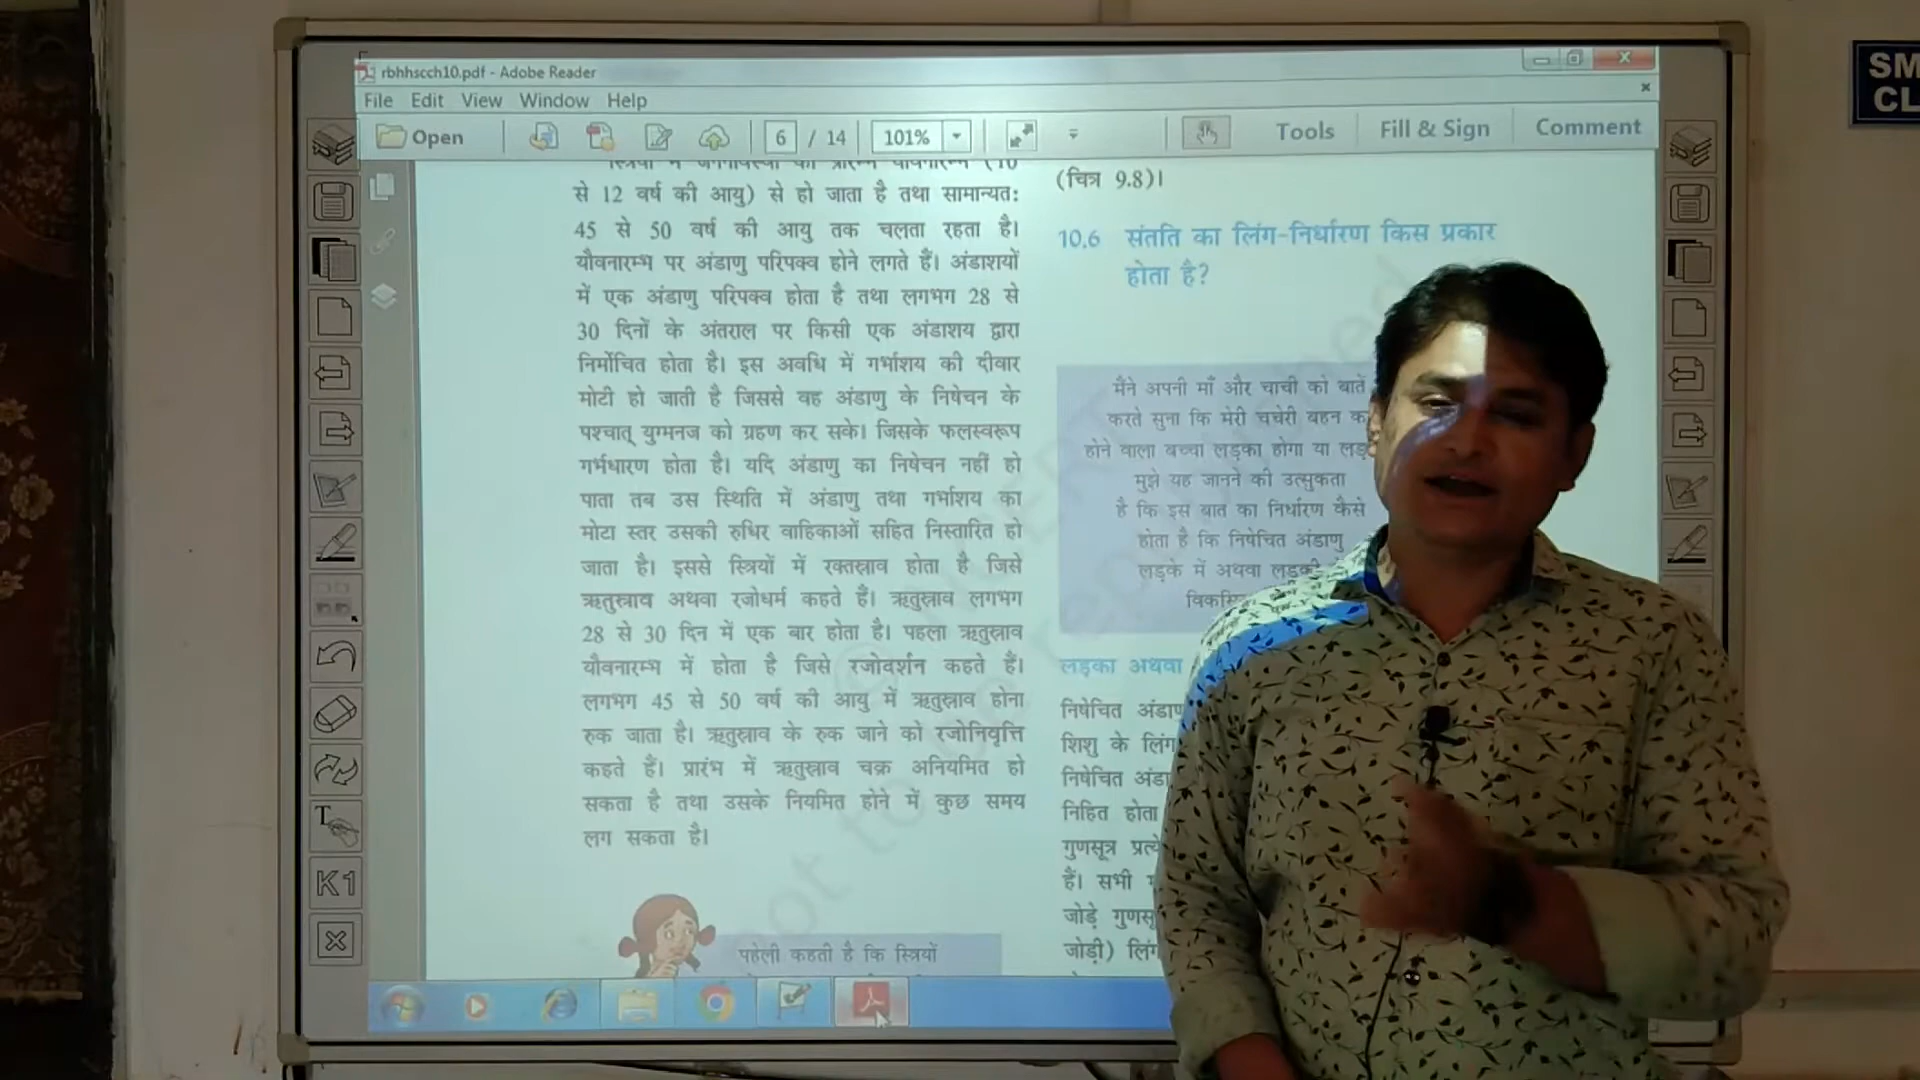 rbhhscch10.pdf - Adobe Reader
File Edit View Window Help
Open 6 / 14 101% Tools Fill & Sign Comment
SM
CL
से 12 वर्ष की आयु) से हो जाता है तथा सामान्यतः
45 से 50 वर्ष की आयु तक चलता रहता है।
यौवनारम्भ पर अंडाणु परिपक्व होने लगते हैं। अंडाशयों
में एक अंडाणु परिपक्व होता है तथा लगभग 28 से
30 दिनों के अंतराल पर किसी एक अंडाशय द्वारा
निर्मोचित होता है। इस अवधि में गर्भाशय की दीवार
मोटी हो जाती है जिससे वह अंडाणु के निषेचन के
पश्चात् युग्मनज को ग्रहण कर सके। जिसके फलस्वरूप
गर्भधारण होता है। यदि अंडाणु का निषेचन नहीं हो
पाता तब उस स्थिति में अंडाणु तथा गर्भाशय का
मोटा स्तर उसकी रुधिर वाहिकाओं सहित निस्तारित हो
जाता है। इससे स्त्रियों में रक्तस्राव होता है जिसे
ऋतुस्राव अथवा रजोधर्म कहते हैं। ऋतुस्राव लगभग
28 से 30 दिन में एक बार होता है। पहला ऋतुस्राव
यौवनारम्भ में होता है जिसे रजोदर्शन कहते हैं।
लगभग 45 से 50 वर्ष की आयु में ऋतुस्राव होना
रुक जाता है। ऋतुस्राव के रुक जाने को रजोनिवृत्ति
कहते हैं। प्रारंभ में ऋतुस्राव चक्र अनियमित हो
सकता है तथा उसके नियमित होने में कुछ समय
लग सकता है।
पहेली कहती है कि स्त्रियों
(चित्र 9.8)।
10.6 संतति का लिंग-निर्धारण किस प्रकार
होता है?
मैंने अपनी माँ और चाची को बातें
करते सुना कि मेरी चचेरी बहन क
होने वाला बच्चा लड़का होगा या लड़
मुझे यह जानने की उत्सुकता
है कि इस बात का निर्धारण कैसे
होता है कि निषेचित अंडाणु
लड़के में अथवा लड़की
लड़का अथवा
निषेचित अंडाणु
शिशु के लिंग
निषेचित अंडा
निहित होता
गुणसूत्र प्रत्ये
हैं। सभी
जोड़े गुणसू
जोड़ी) लिंग
K1